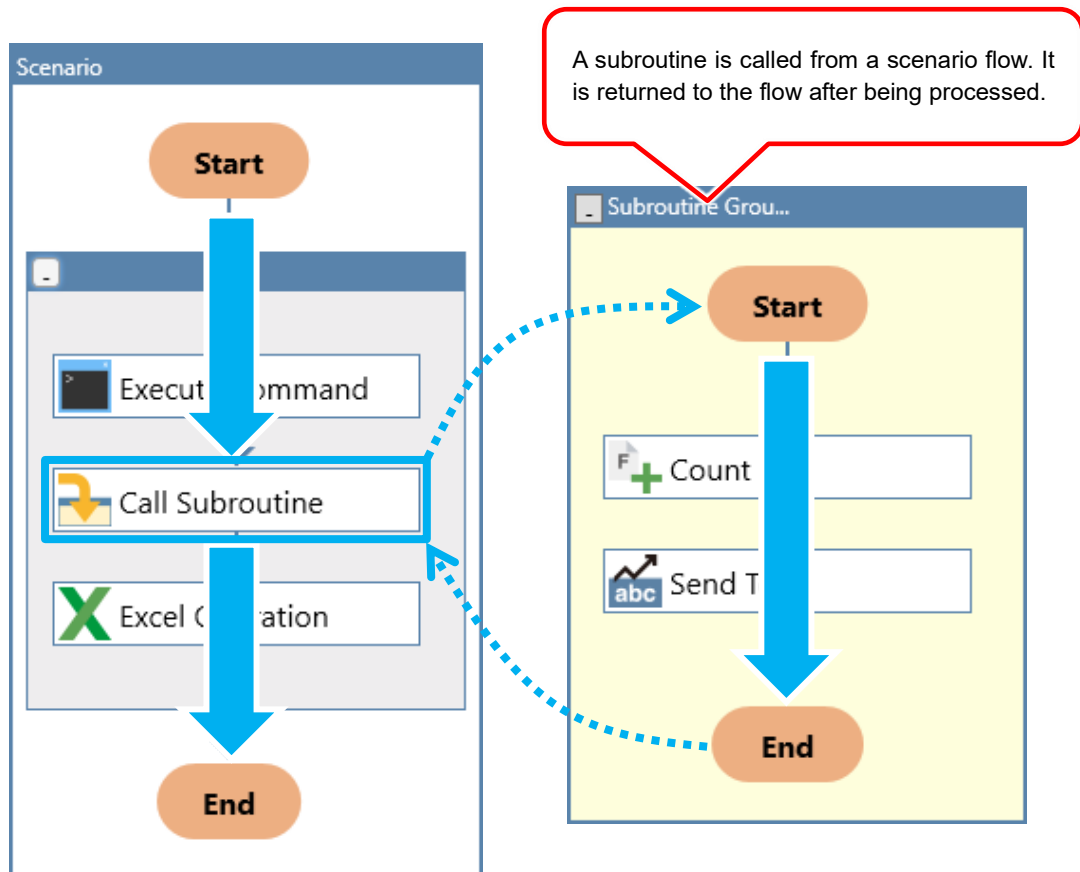 Scenario
Start
-
Execut ommand
Call Subroutine
Excel ration
End
A subroutine is called from a scenario flow. It
is returned to the flow after being processed.
- Subroutine Grou...
Start
F
Count
abc
Send T
End